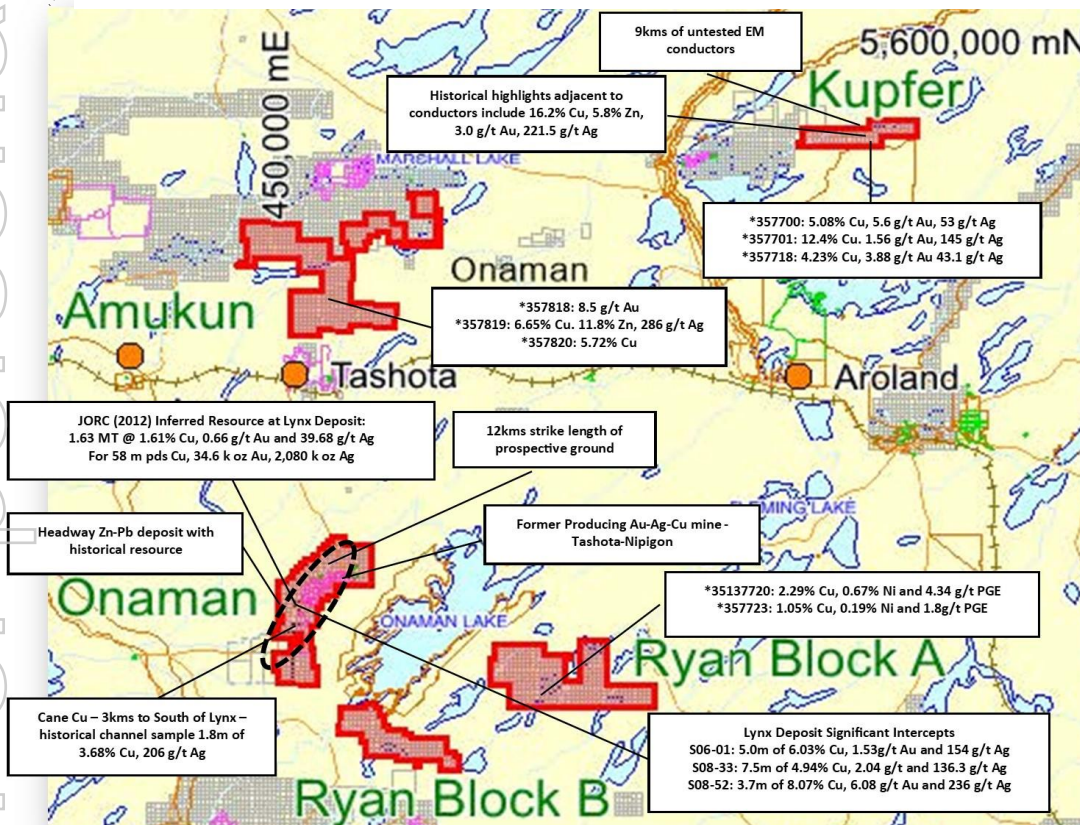 9kms of untested EM
conductors
5,600,000 mN
Kupfer
Historical highlights adjacent to
conductors include 16.2% Cu, 5.8% Zn,
3.0 g/t Au, 221.5 g/t Ag
450,000 mE
MARSHALL LAKE
*357700: 5.08% Cu, 5.6 g/t Au, 53 g/t Ag
*357701: 12.4% Cu. 1.56 g/t Au, 145 g/t Ag
*357718: 4.23% Cu, 3.88 g/t Au 43.1 g/t Ag
Onaman
Amukun
*357818: 8.5 g/t Au
*357819: 6.65% Cu. 11.8% Zn, 286 g/t Ag
*357820: 5.72% Cu
Tashota
Aroland
JORC (2012) Inferred Resource at Lynx Deposit:
1.63 MT @ 1.61% Cu, 0.66 g/t Au and 39.68 g/t Ag
For 58 m pds Cu, 34.6 k oz Au, 2,080 k oz Ag
12kms strike length of
prospective ground
Headway Zn-Pb deposit with
historical resource
Former Producing Au-Ag-Cu mine -
Tashota-Nipigon
MING LAKE
Onaman
ONAMAN LAKE
*35137720: 2.29% Cu, 0.67% Ni and 4.34 g/t PGE
*357723: 1.05% Cu, 0.19% Ni and 1.8g/t PGE
Ryan Block A
Cane Cu – 3kms to South of Lynx –
historical channel sample 1.8m of
3.68% Cu, 206 g/t Ag
Lynx Deposit Significant Intercepts
S06-01: 5.0m of 6.03% Cu, 1.53g/t Au and 154 g/t Ag
S08-33: 7.5m of 4.94% Cu, 2.04 g/t and 136.3 g/t Ag
S08-52: 3.7m of 8.07% Cu, 6.08 g/t Au and 236 g/t Ag
Ryan Block B